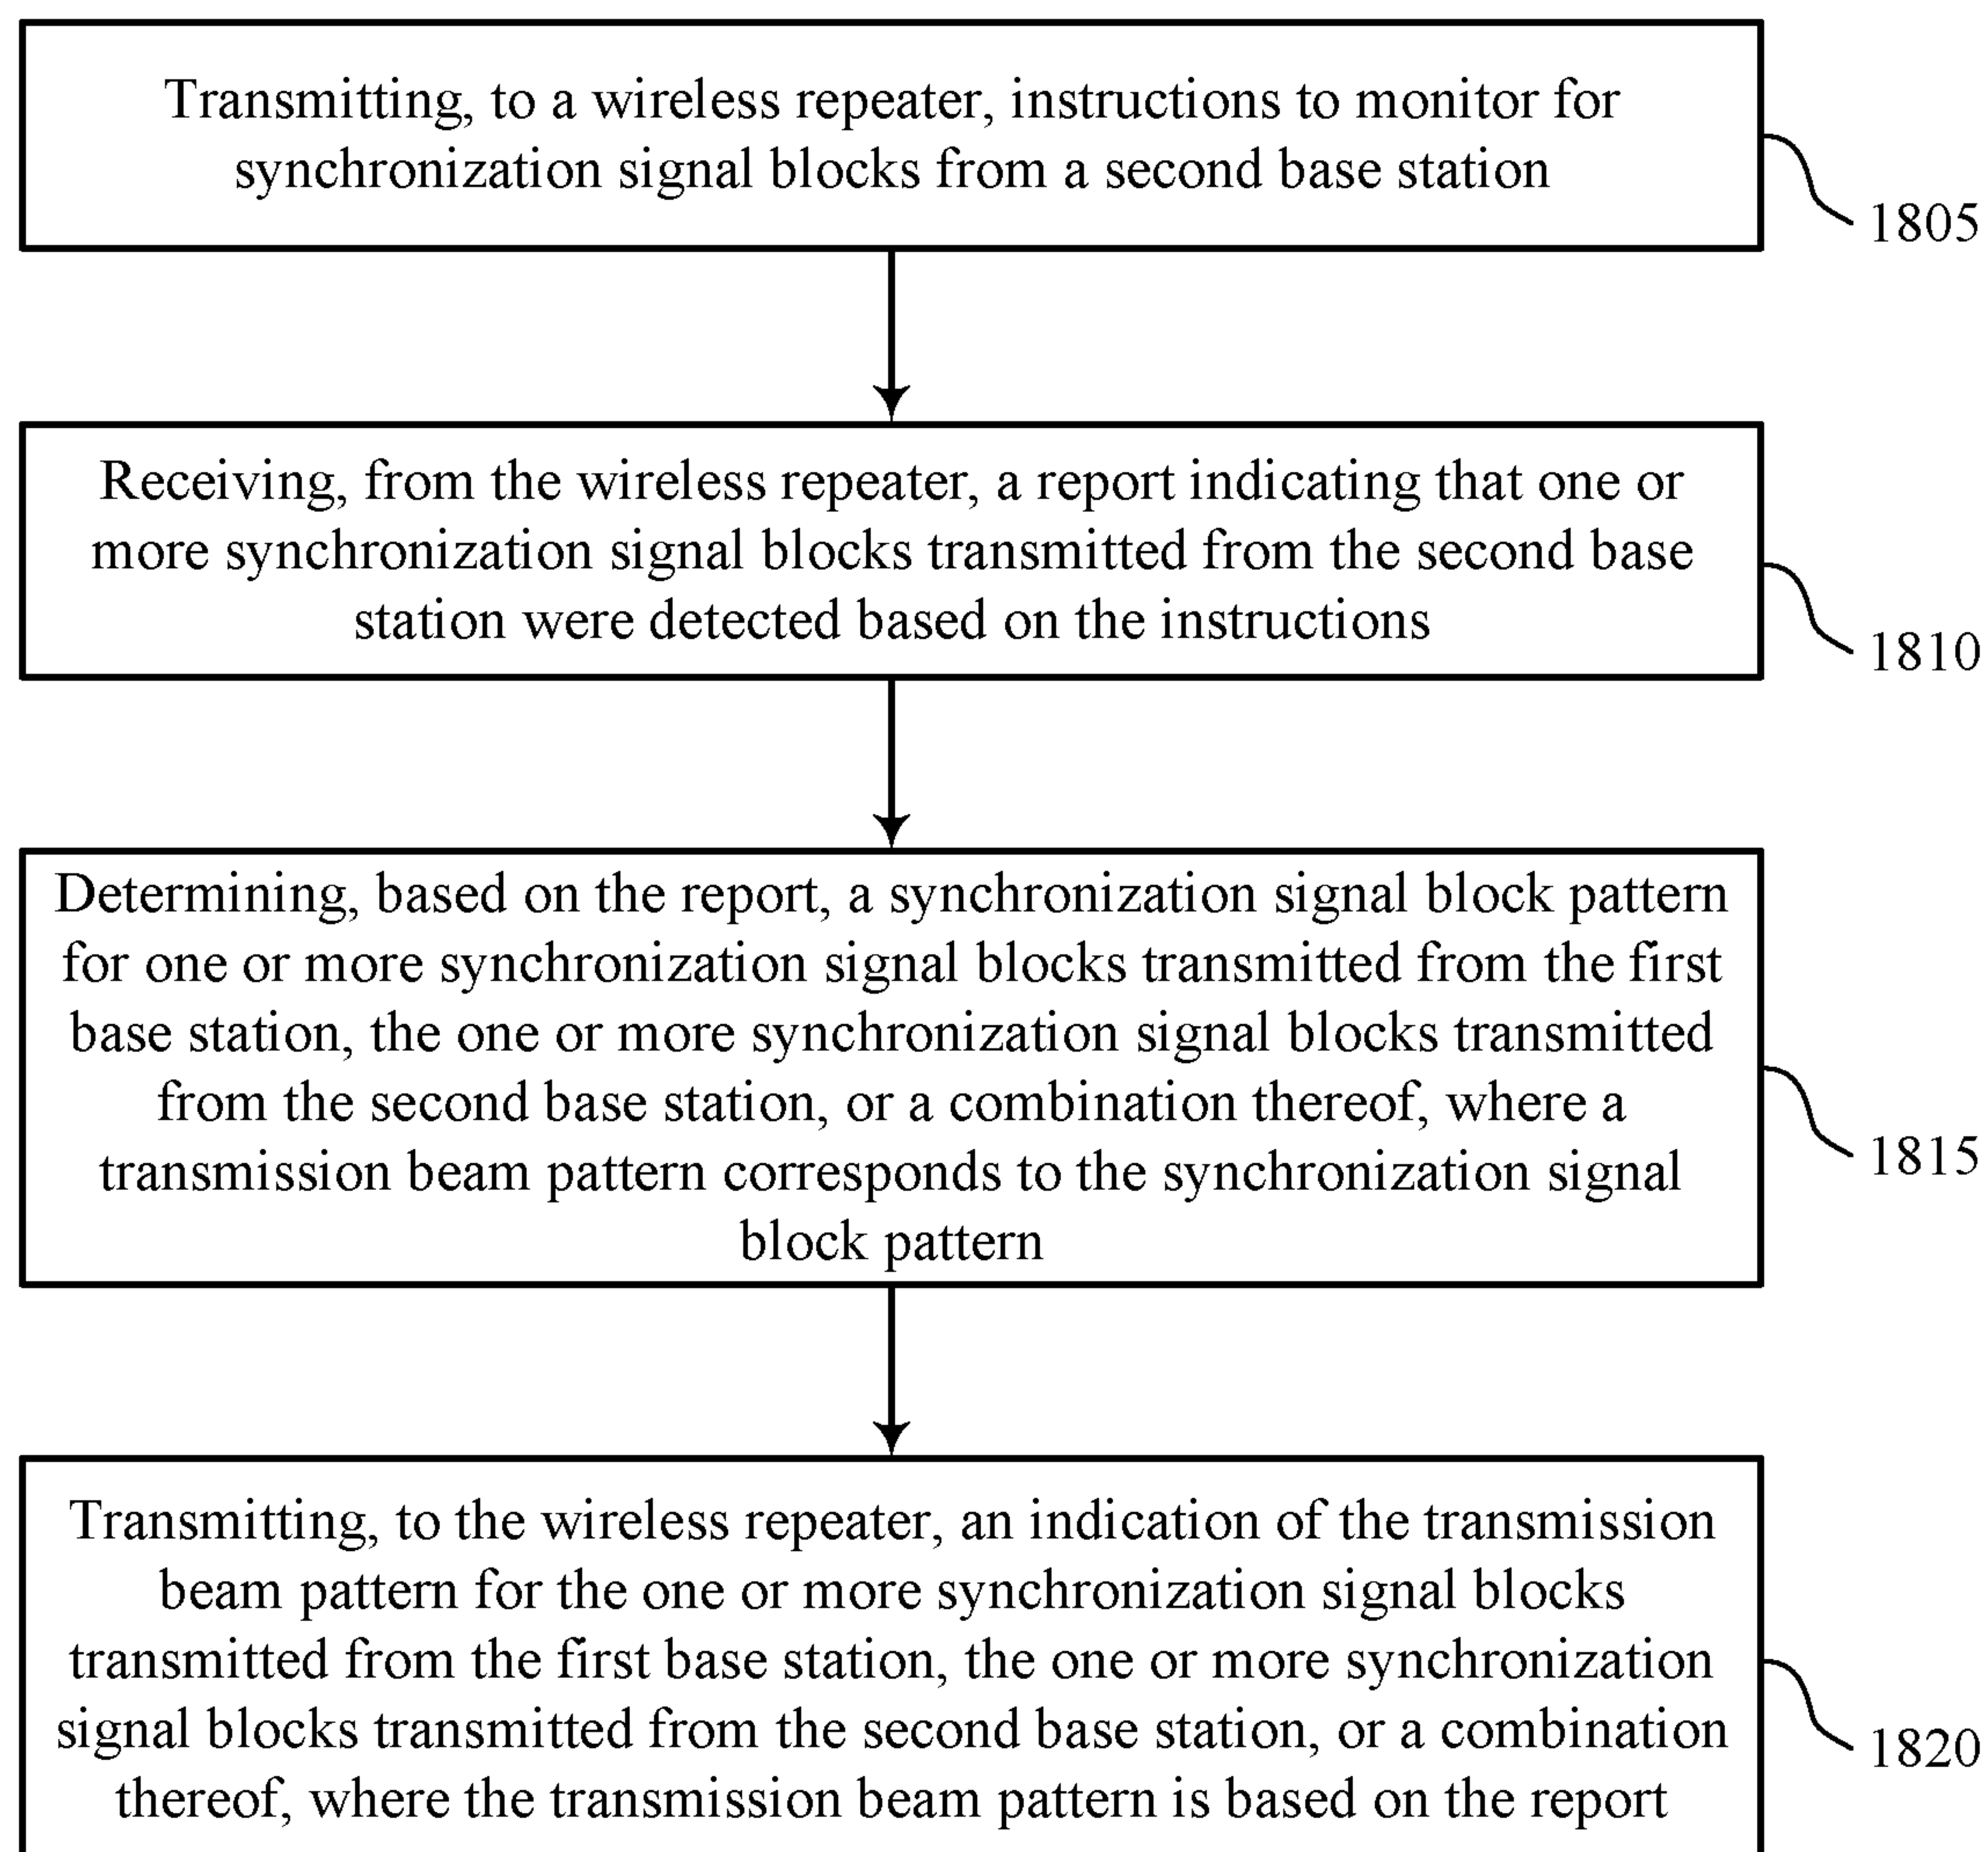 Transmitting, to a wireless repeater, instructions to monitor for
synchronization signal blocks from a second base station
1805
Receiving, from the wireless repeater, a report indicating that one or
more synchronization signal blocks transmitted from the second base
station were detected based on the instructions
1810
Determining, based on the report, a synchronization signal block pattern
for one or more synchronization signal blocks transmitted from the first
base station, the one or more synchronization signal blocks transmitted
from the second base station, or a combination thereof, where a
transmission beam pattern corresponds to the synchronization signal
block pattern
1815
Transmitting, to the wireless repeater, an indication of the transmission
beam pattern for the one or more synchronization signal blocks
transmitted from the first base station, the one or more synchronization
signal blocks transmitted from the second base station, or a combination
thereof, where the transmission beam pattern is based on the report
1820